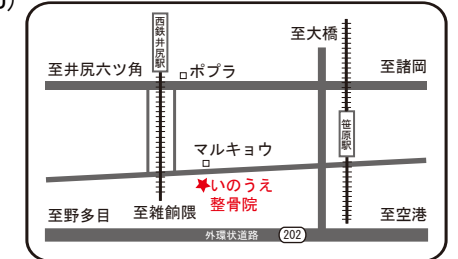 西鉄井尻駅
至大橋
至井尻六ツ角
ポプラ
至諸岡
笹原駅
マルキョウ
いのうえ
整骨院
至野多目
至雑餉隈
至空港
外環状道路
202